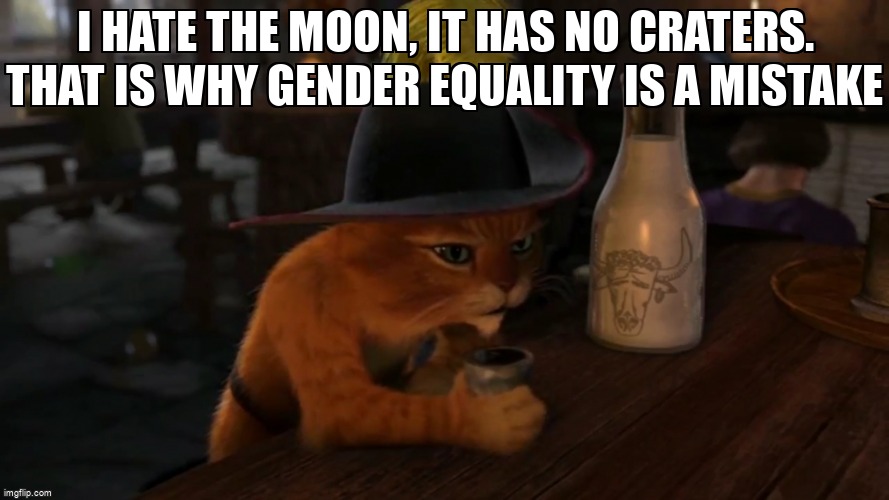 I HATE THE MOON, IT HAS NO CRATERS.
THAT IS WHY GENDER EQUALITY IS A MISTAKE
imgflip.com